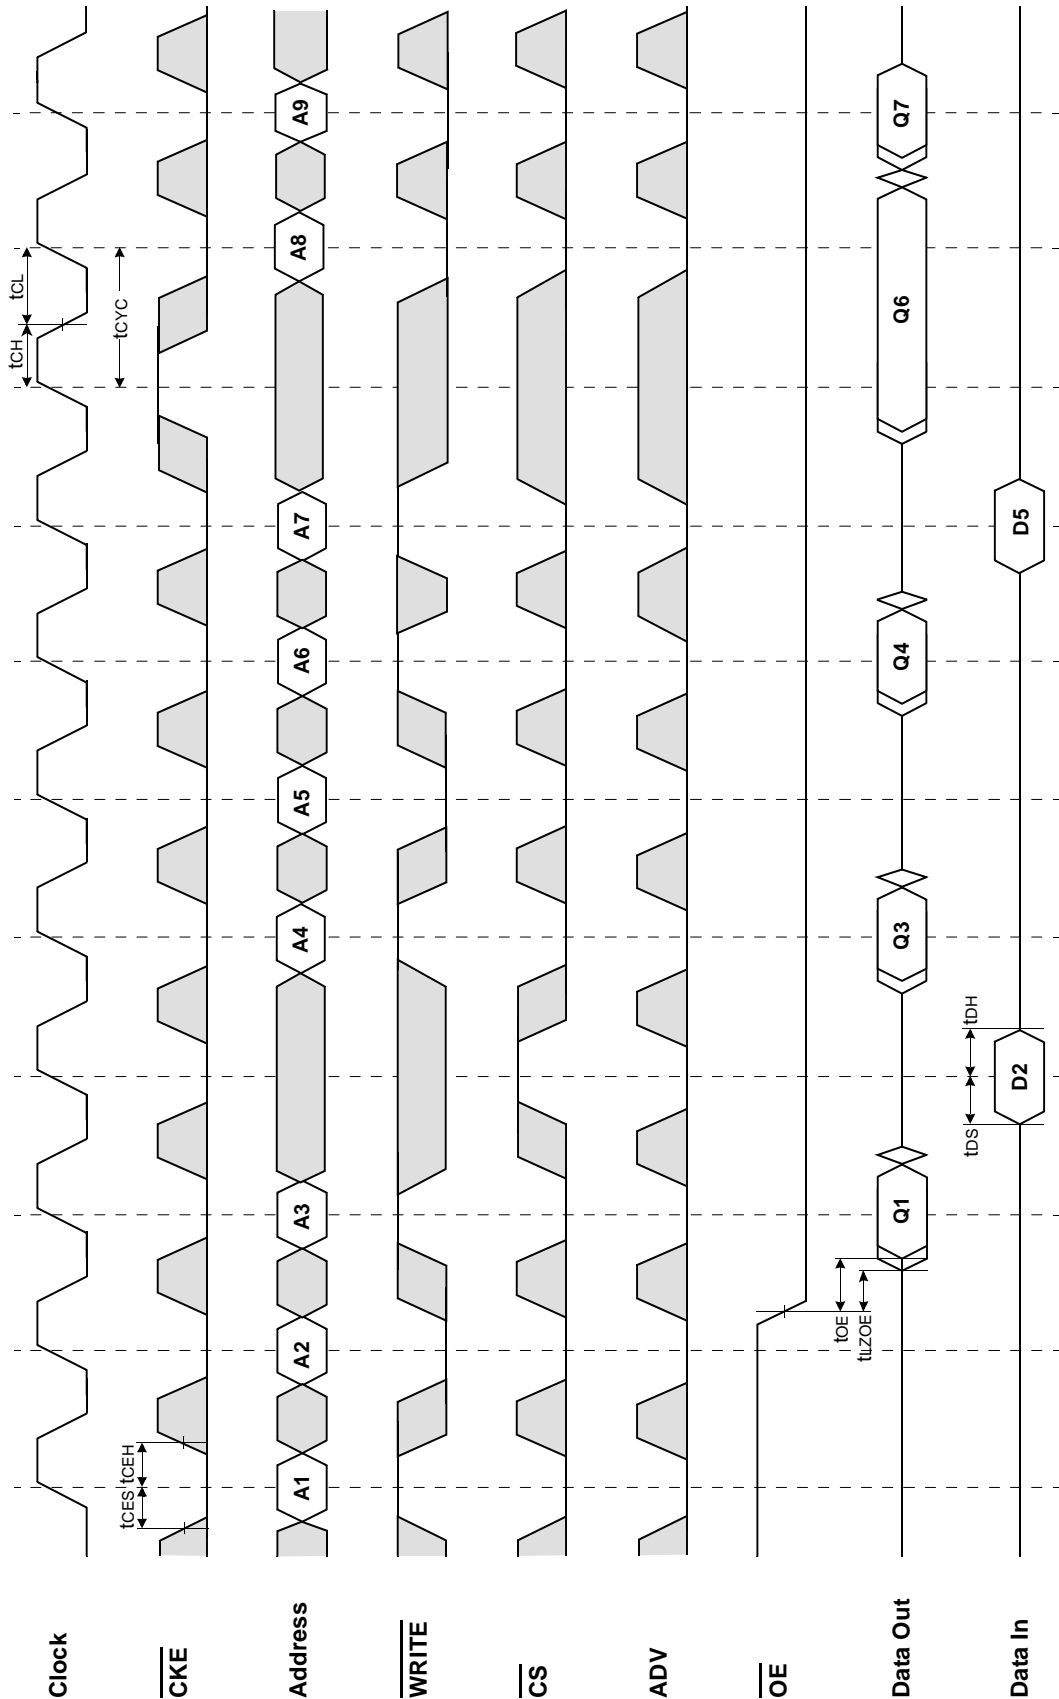 Clock
tCH tCL
tCYC
CKE
tCES tCEH
Address
A1 A2 A3 A4 A5 A6 A7 A8 A9
WRITE
CS
ADV
OE
tOE
tLZOE
Data Out
Q1 Q3 Q4 Q6 Q7
tDS tDH
Data In
D2 D5